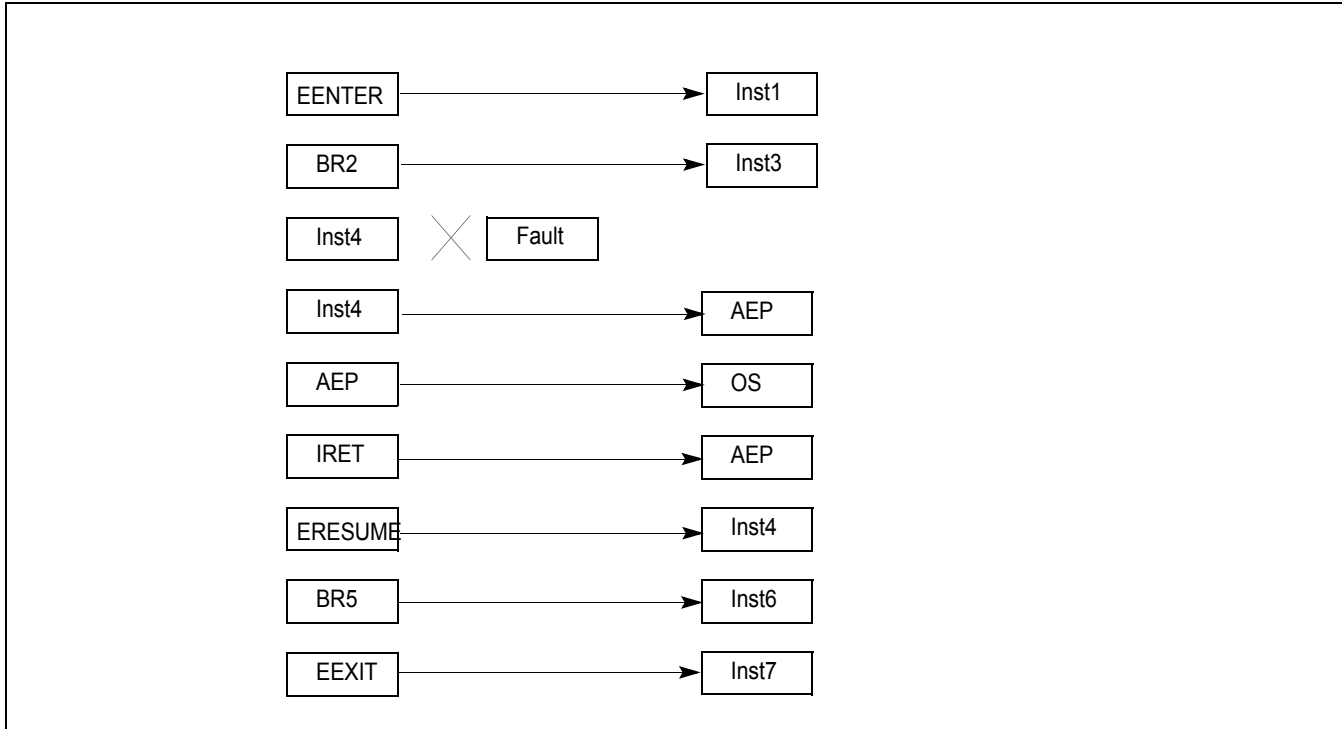 EENTER Inst1
BR2 Inst3
Inst4 Fault
Inst4 AEP
AEP OS
IRET AEP
ERESUME Inst4
BR5 Inst6
EEXIT Inst7